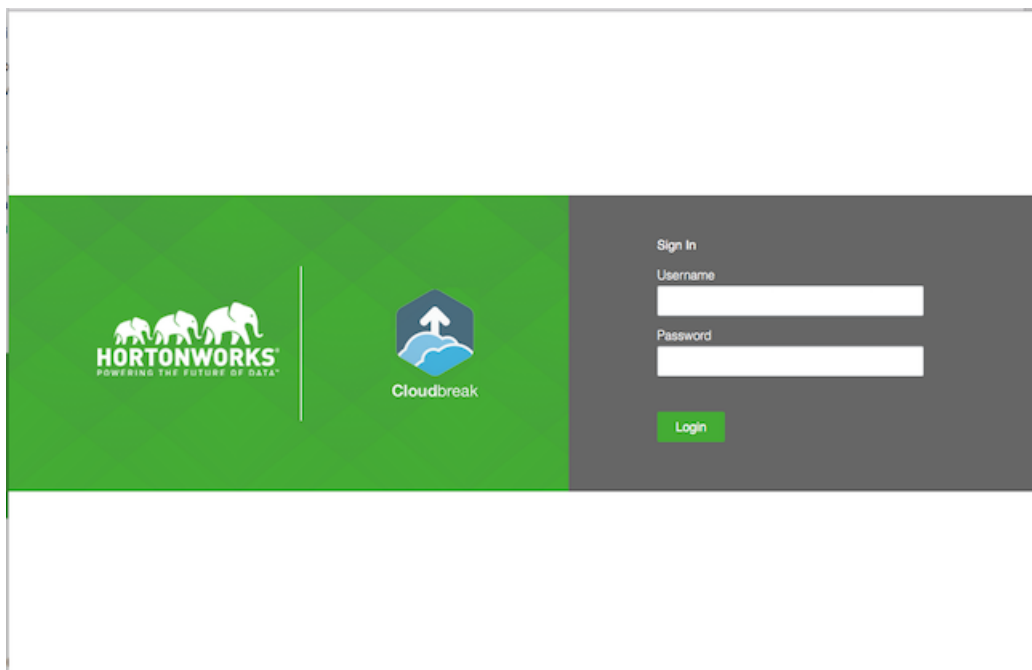 HORTONWORKS®
POWERING THE FUTURE OF DATA™
Cloudbreak
Sign In
Username
Password
Login